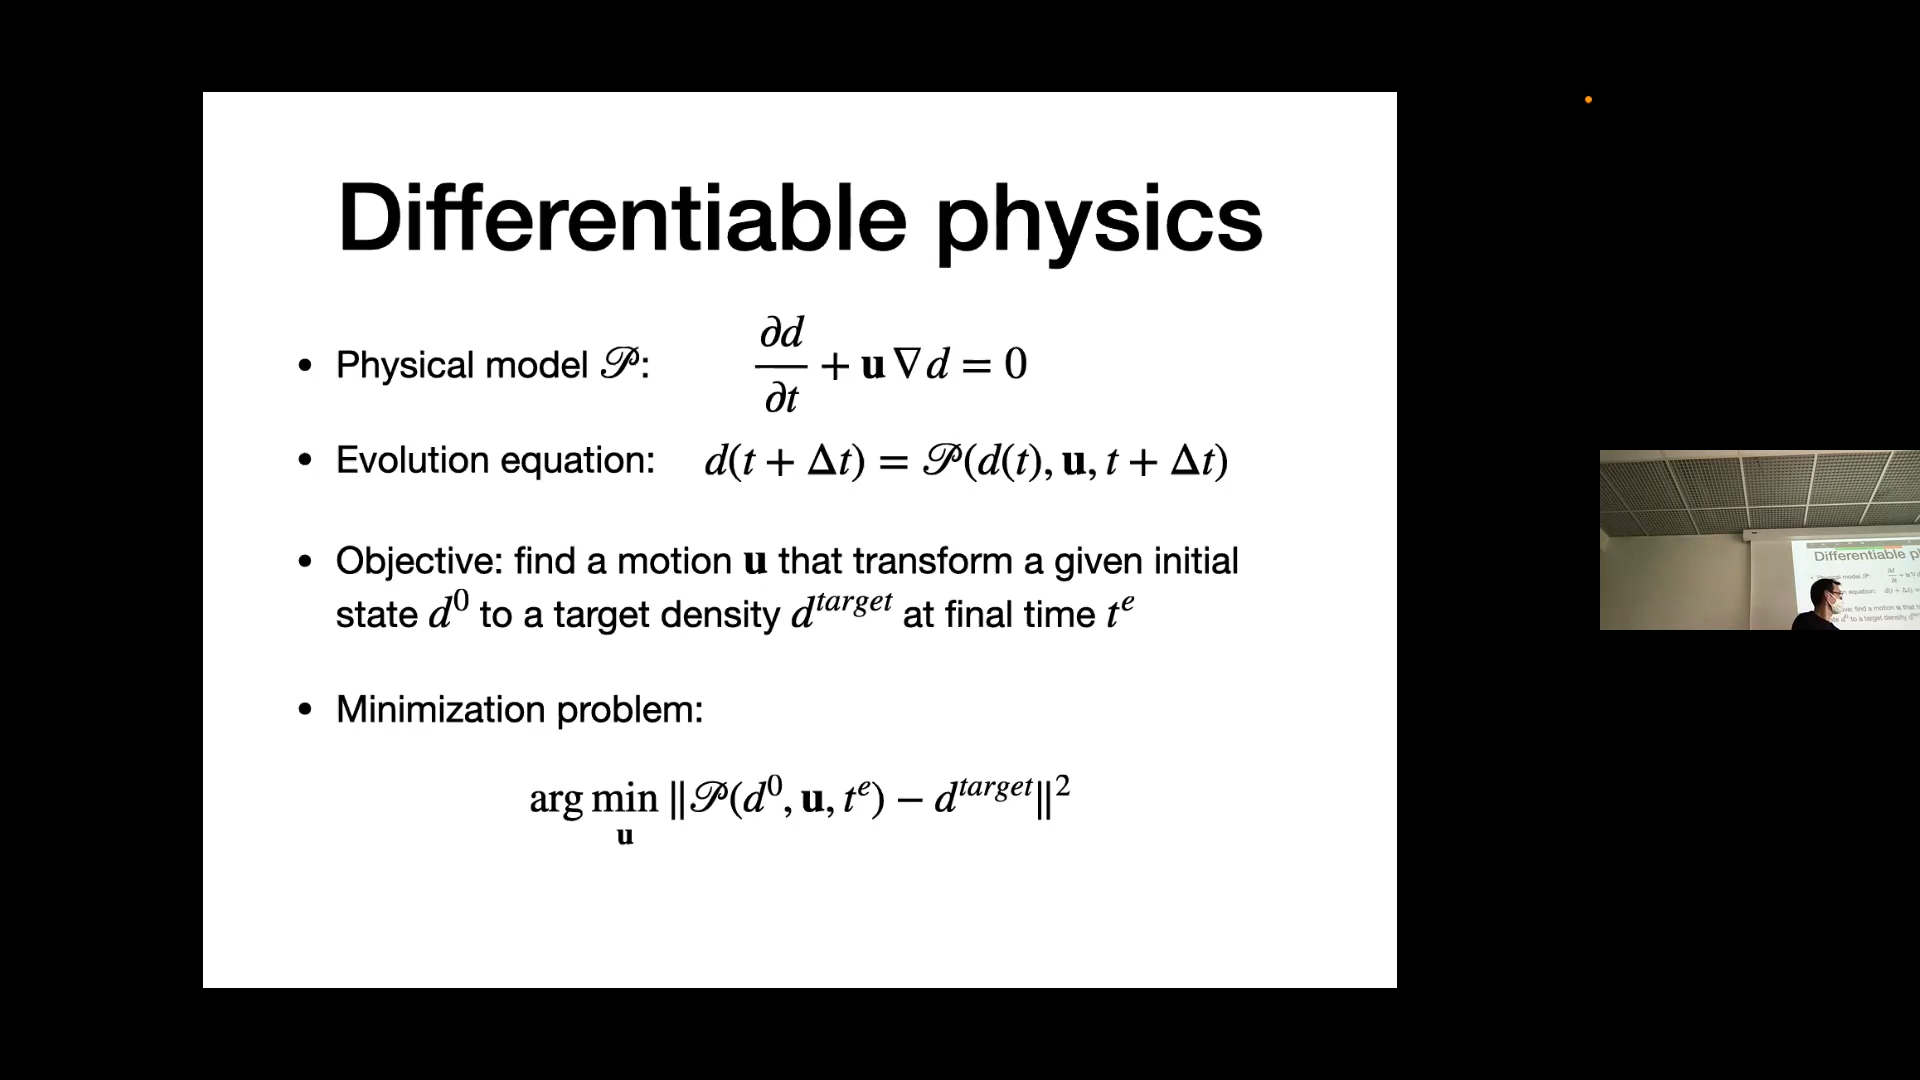 Differentiable physics
• Physical model 𝒫: ∂d/∂t + u∇d = 0
• Evolution equation: d(t + Δt) = 𝒫(d(t), u, t + Δt)
• Objective: find a motion u that transform a given initial
state d⁰ to a target density d^target at final time t^e
• Minimization problem:
arg min_u ‖𝒫(d⁰, u, t^e) − d^target‖²
Differentiable p